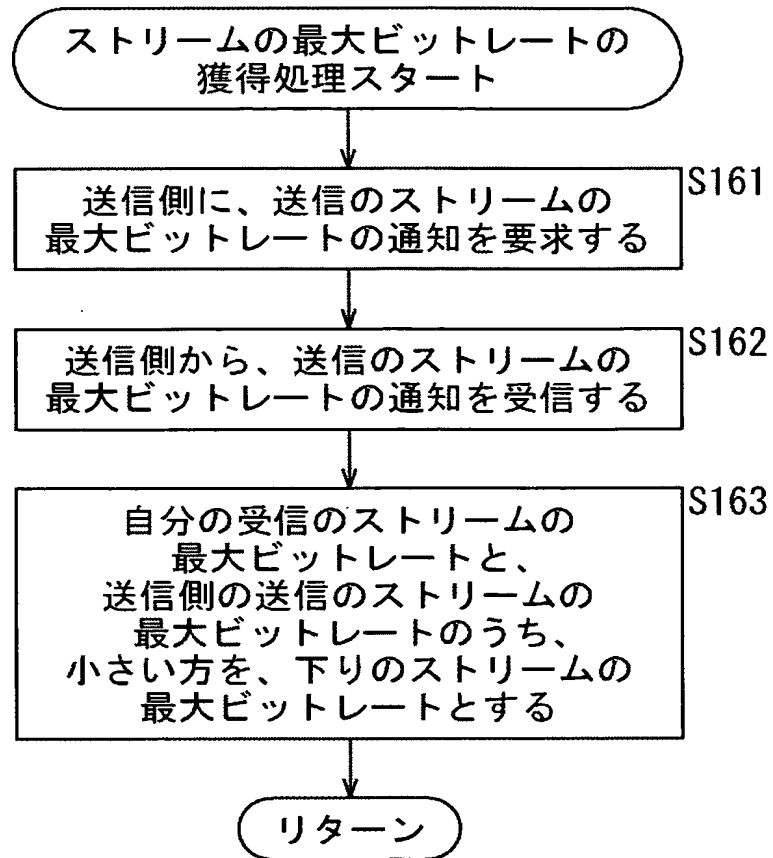 ストリームの最大ビットレートの
獲得処理スタート
S161
送信側に、送信のストリームの
最大ビットレートの通知を要求する
S162
送信側から、送信のストリームの
最大ビットレートの通知を受信する
S163
自分の受信のストリームの
最大ビットレートと、
送信側の送信のストリームの
最大ビットレートのうち、
小さい方を、下りのストリームの
最大ビットレートとする
リターン